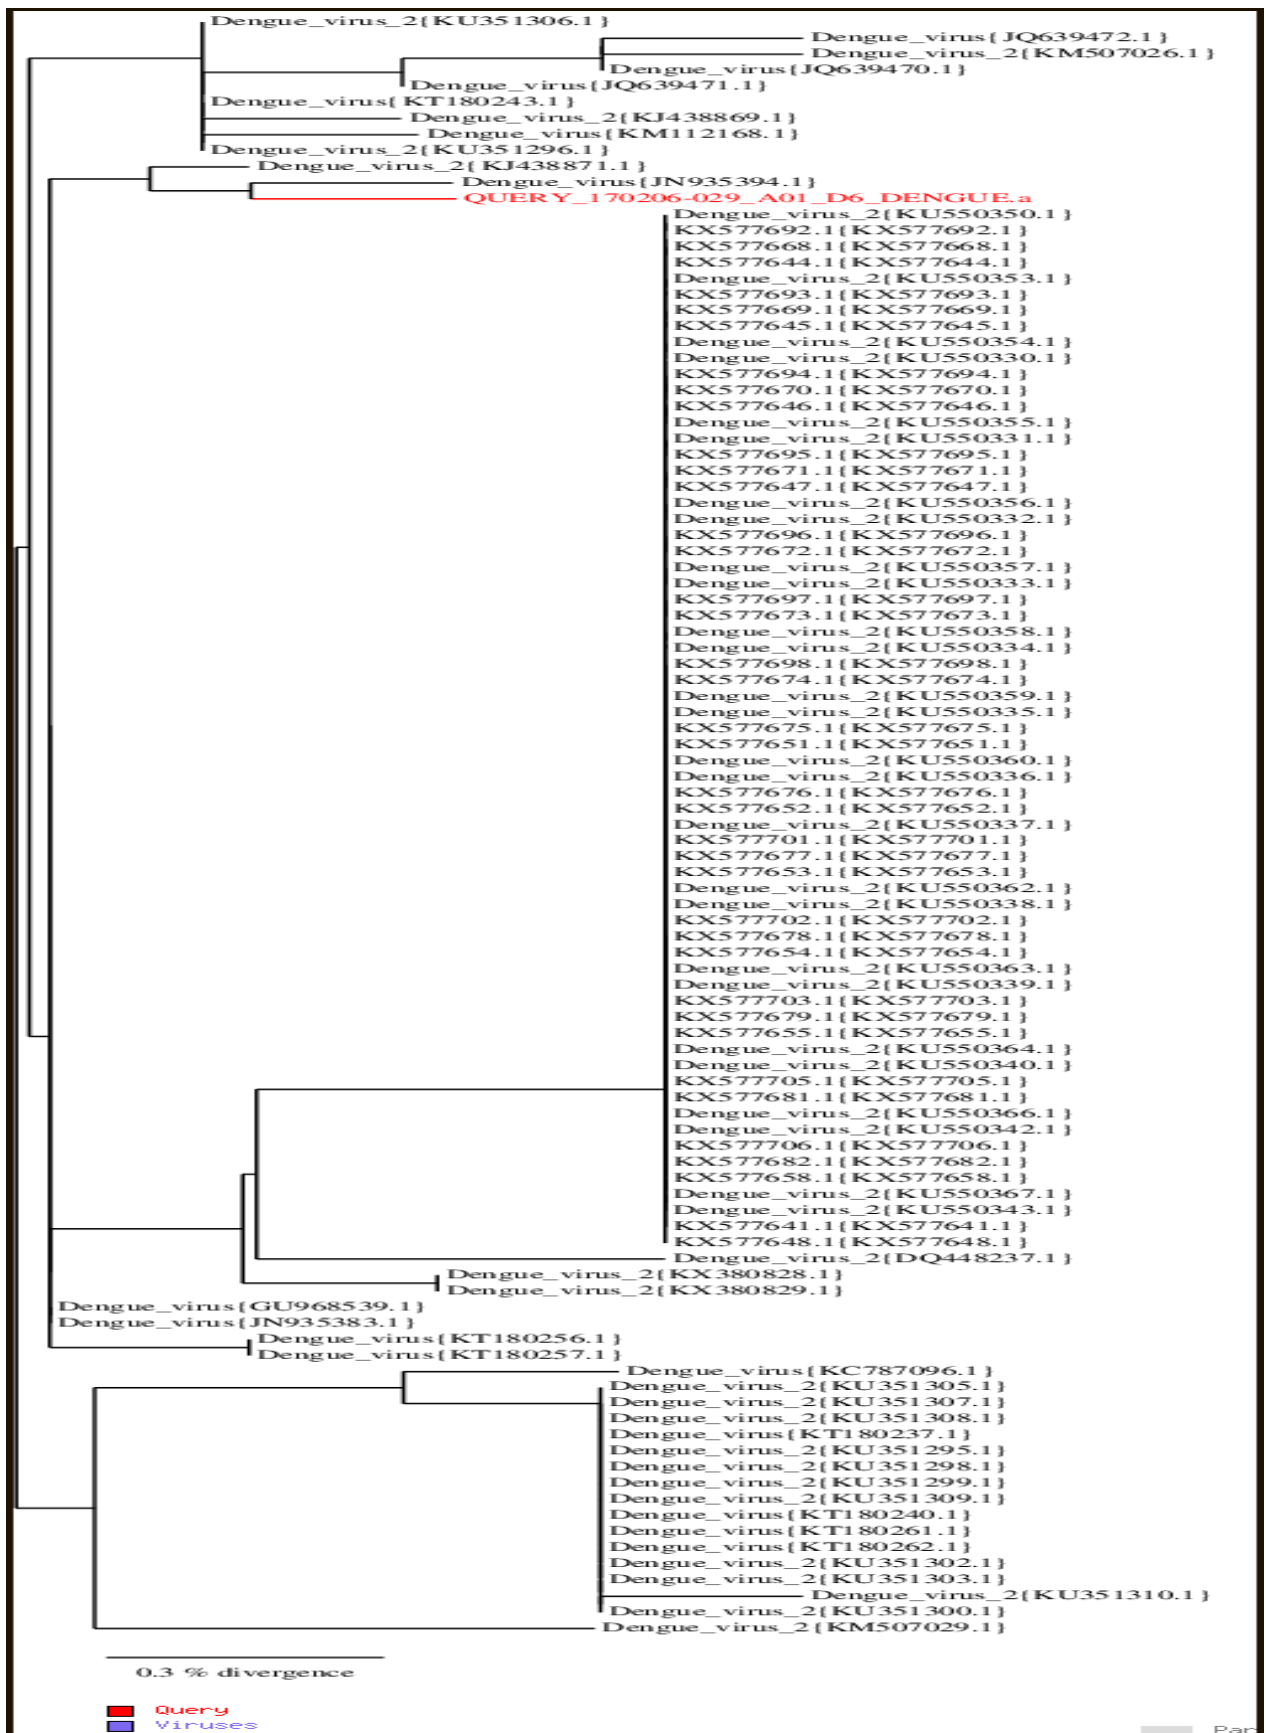 Dengue_virus_2{KU351306.1}
Dengue_virus{JQ639472.1}
Dengue_virus_2{KM507026.1}
Dengue_virus{JQ639470.1}
Dengue_virus{JQ639471.1}
Dengue_virus{KT180243.1}
Dengue_virus_2{KJ438869.1}
Dengue_virus{KM112168.1}
Dengue_virus_2{KU351296.1}
Dengue_virus_2{KJ438871.1}
Dengue_virus{JN935394.1}
QUERY_170206-029_A01_D6_DENGUE.a
Dengue_virus_2{KU550350.1}
KX577692.1{KX577692.1}
KX577668.1{KX577668.1}
KX577644.1{KX577644.1}
Dengue_virus_2{KU550353.1}
KX577693.1{KX577693.1}
KX577669.1{KX577669.1}
KX577645.1{KX577645.1}
Dengue_virus_2{KU550354.1}
Dengue_virus_2{KU550330.1}
KX577694.1{KX577694.1}
KX577670.1{KX577670.1}
KX577646.1{KX577646.1}
Dengue_virus_2{KU550355.1}
Dengue_virus_2{KU550331.1}
KX577695.1{KX577695.1}
KX577671.1{KX577671.1}
KX577647.1{KX577647.1}
Dengue_virus_2{KU550356.1}
Dengue_virus_2{KU550332.1}
KX577696.1{KX577696.1}
KX577672.1{KX577672.1}
Dengue_virus_2{KU550357.1}
Dengue_virus_2{KU550333.1}
KX577697.1{KX577697.1}
KX577673.1{KX577673.1}
Dengue_virus_2{KU550358.1}
Dengue_virus_2{KU550334.1}
KX577698.1{KX577698.1}
KX577674.1{KX577674.1}
Dengue_virus_2{KU550359.1}
Dengue_virus_2{KU550335.1}
KX577675.1{KX577675.1}
KX577651.1{KX577651.1}
Dengue_virus_2{KU550360.1}
Dengue_virus_2{KU550336.1}
KX577676.1{KX577676.1}
KX577652.1{KX577652.1}
Dengue_virus_2{KU550337.1}
KX577701.1{KX577701.1}
KX577677.1{KX577677.1}
KX577653.1{KX577653.1}
Dengue_virus_2{KU550362.1}
Dengue_virus_2{KU550338.1}
KX577702.1{KX577702.1}
KX577678.1{KX577678.1}
KX577654.1{KX577654.1}
Dengue_virus_2{KU550363.1}
Dengue_virus_2{KU550339.1}
KX577703.1{KX577703.1}
KX577679.1{KX577679.1}
KX577655.1{KX577655.1}
Dengue_virus_2{KU550364.1}
Dengue_virus_2{KU550340.1}
KX577705.1{KX577705.1}
KX577681.1{KX577681.1}
Dengue_virus_2{KU550366.1}
Dengue_virus_2{KU550342.1}
KX577706.1{KX577706.1}
KX577682.1{KX577682.1}
KX577658.1{KX577658.1}
Dengue_virus_2{KU550367.1}
Dengue_virus_2{KU550343.1}
KX577641.1{KX577641.1}
KX577648.1{KX577648.1}
Dengue_virus_2{DQ448237.1}
Dengue_virus_2{KX380828.1}
Dengue_virus_2{KX380829.1}
Dengue_virus{GU968539.1}
Dengue_virus{JN935383.1}
Dengue_virus{KT180256.1}
Dengue_virus{KT180257.1}
Dengue_virus{KC787096.1}
Dengue_virus_2{KU351305.1}
Dengue_virus_2{KU351307.1}
Dengue_virus_2{KU351308.1}
Dengue_virus{KT180237.1}
Dengue_virus_2{KU351295.1}
Dengue_virus_2{KU351298.1}
Dengue_virus_2{KU351299.1}
Dengue_virus_2{KU351309.1}
Dengue_virus{KT180240.1}
Dengue_virus{KT180261.1}
Dengue_virus{KT180262.1}
Dengue_virus_2{KU351302.1}
Dengue_virus_2{KU351303.1}
Dengue_virus_2{KU351310.1}
Dengue_virus_2{KU351300.1}
Dengue_virus_2{KM507029.1}
0.3 % divergence
Query
Viruses